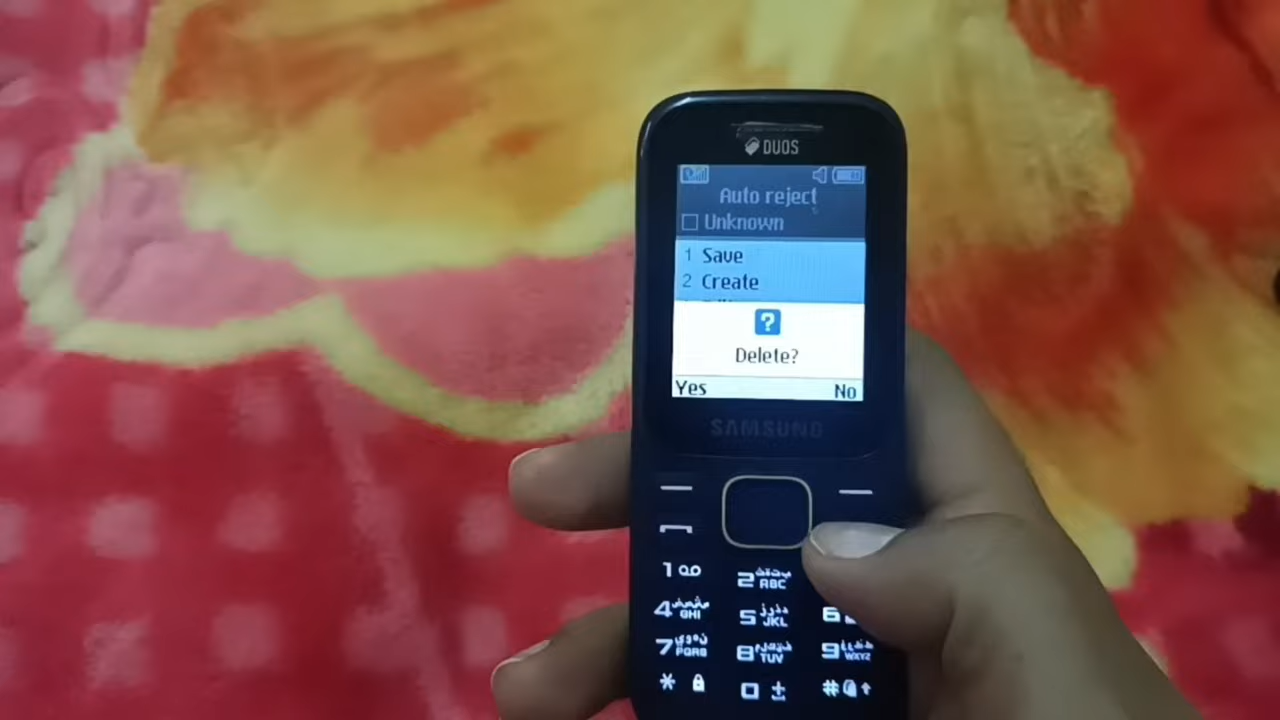 DUOS
Auto reject
Unknown
1 Save
2 Create
?
Delete?
Yes No
SAMSUNG
1
2 ABC
4 GHI
5 JKL
6
7 PQRS
8 TUV
9 WXYZ
* 
0 ±
#